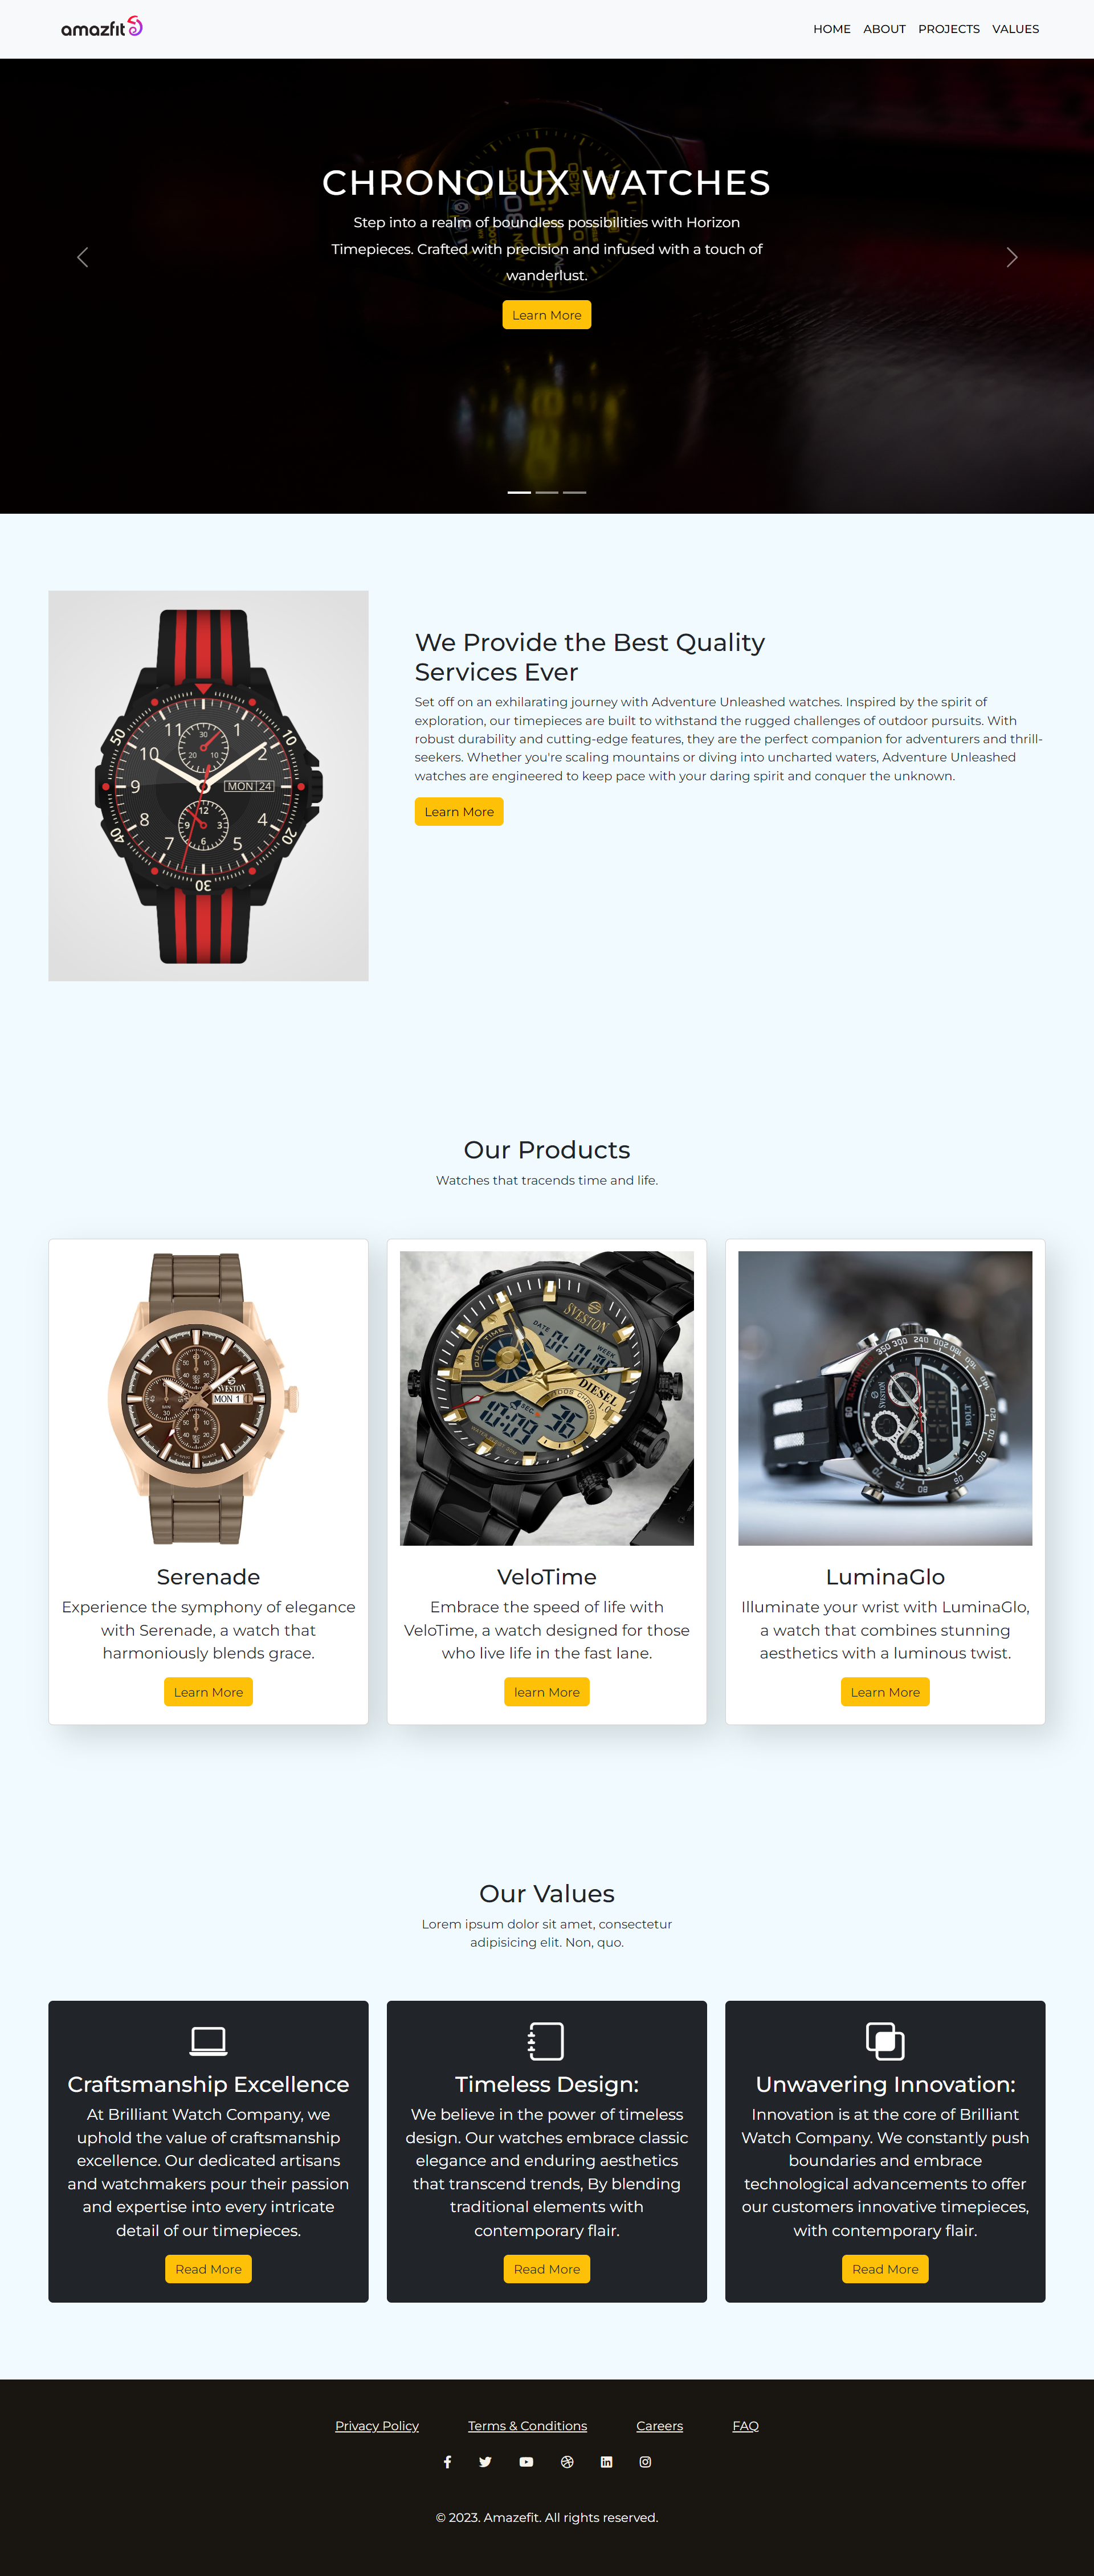 amazfit
HOME ABOUT PROJECTS VALUES
CHRONOLUX WATCHES
Step into a realm of boundless possibilities with Horizon
Timepieces. Crafted with precision and infused with a touch of
wanderlust.
Learn More
We Provide the Best Quality
Services Ever
Set off on an exhilarating journey with Adventure Unleashed watches. Inspired by the spirit of
exploration, our timepieces are built to withstand the rugged challenges of outdoor pursuits. With
robust durability and cutting-edge features, they are the perfect companion for adventurers and thrill-
seekers. Whether you're scaling mountains or diving into uncharted waters, Adventure Unleashed
watches are engineered to keep pace with your daring spirit and conquer the unknown.
Learn More
MON 24
Our Products
Watches that tracends time and life.
SVESTON
MON 1
SVESTON
DUAL TIME
DATE
WEEK
DIESEL
SVESTON
BOLT
Serenade
Experience the symphony of elegance
with Serenade, a watch that
harmoniously blends grace.
Learn More
VeloTime
Embrace the speed of life with
VeloTime, a watch designed for those
who live life in the fast lane.
learn More
LuminaGlo
Illuminate your wrist with LuminaGlo,
a watch that combines stunning
aesthetics with a luminous twist.
Learn More
Our Values
Lorem ipsum dolor sit amet, consectetur
adipisicing elit. Non, quo.
Craftsmanship Excellence
At Brilliant Watch Company, we
uphold the value of craftsmanship
excellence. Our dedicated artisans
and watchmakers pour their passion
and expertise into every intricate
detail of our timepieces.
Read More
Timeless Design:
We believe in the power of timeless
design. Our watches embrace classic
elegance and enduring aesthetics
that transcend trends, By blending
traditional elements with
contemporary flair.
Read More
Unwavering Innovation:
Innovation is at the core of Brilliant
Watch Company. We constantly push
boundaries and embrace
technological advancements to offer
our customers innovative timepieces,
with contemporary flair.
Read More
Privacy Policy Terms & Conditions Careers FAQ
© 2023. Amazefit. All rights reserved.